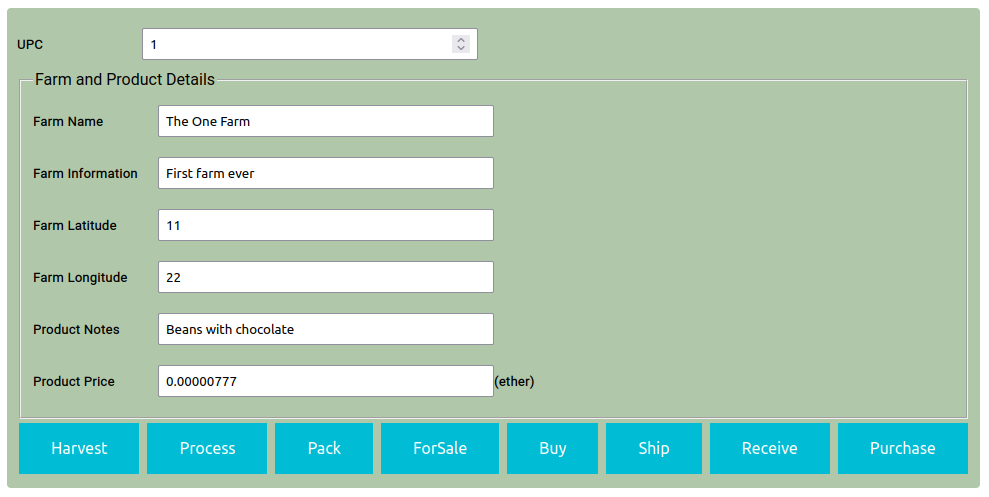 UPC 1
Farm and Product Details
Farm Name The One Farm
Farm Information First farm ever
Farm Latitude 11
Farm Longitude 22
Product Notes Beans with chocolate
Product Price 0.00000777 (ether)
Harvest Process Pack ForSale Buy Ship Receive Purchase